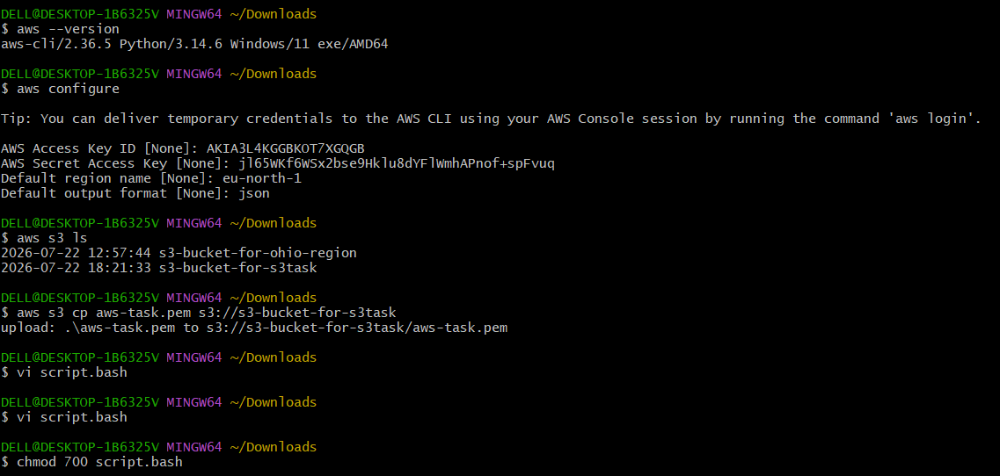 DELL@DESKTOP-1B6325V MINGW64 ~/Downloads
$ aws --version
aws-cli/2.36.5 Python/3.14.6 Windows/11 exe/AMD64
DELL@DESKTOP-1B6325V MINGW64 ~/Downloads
$ aws configure
Tip: You can deliver temporary credentials to the AWS CLI using your AWS Console session by running the command 'aws login'.
AWS Access Key ID [None]: AKIA3L4KGGBKOT7XGQGB
AWS Secret Access Key [None]: jl65WKf6WSx2bse9Hklu8dYFlWmhAPnof+spFvuq
Default region name [None]: eu-north-1
Default output format [None]: json
DELL@DESKTOP-1B6325V MINGW64 ~/Downloads
$ aws s3 ls
2026-07-22 12:57:44 s3-bucket-for-ohio-region
2026-07-22 18:21:33 s3-bucket-for-s3task
DELL@DESKTOP-1B6325V MINGW64 ~/Downloads
$ aws s3 cp aws-task.pem s3://s3-bucket-for-s3task
upload: .\aws-task.pem to s3://s3-bucket-for-s3task/aws-task.pem
DELL@DESKTOP-1B6325V MINGW64 ~/Downloads
$ vi script.bash
DELL@DESKTOP-1B6325V MINGW64 ~/Downloads
$ vi script.bash
DELL@DESKTOP-1B6325V MINGW64 ~/Downloads
$ chmod 700 script.bash